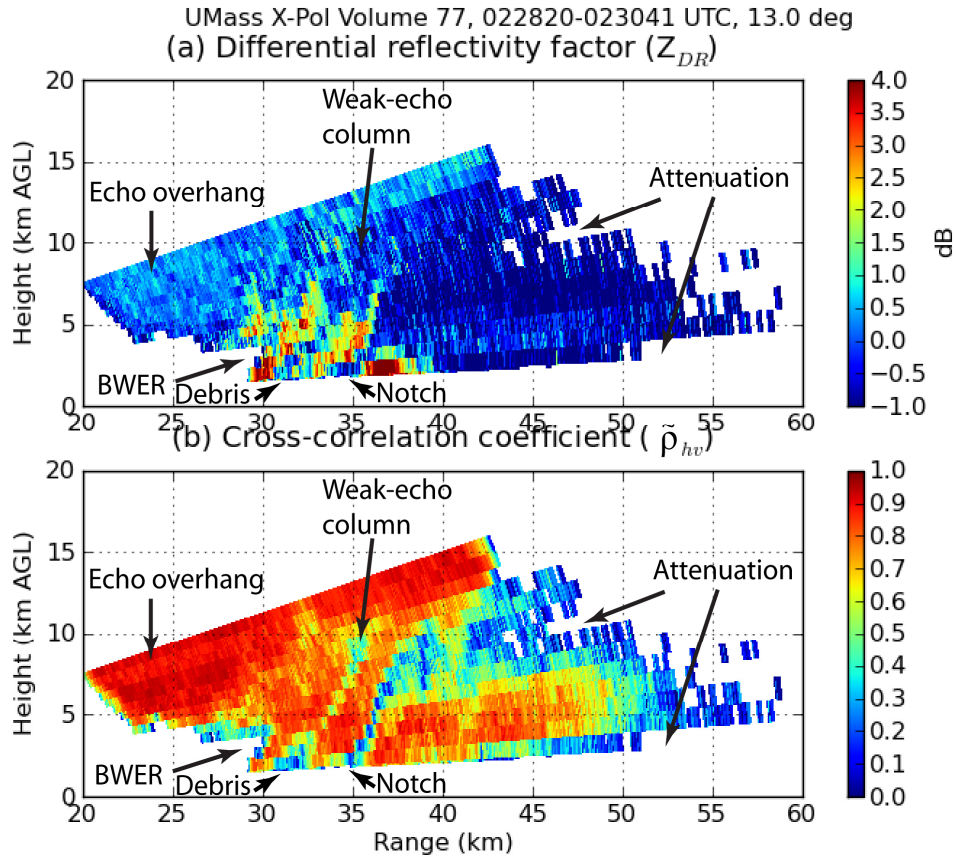 UMass X-Pol Volume 77, 022820-023041 UTC, 13.0 deg
(a) Differential reflectivity factor (Z_DR)
20
15
10
5
0
Height (km AGL)
Weak-echo
column
Echo overhang
Attenuation
BWER
Debris
Notch
20 25 30 35 40 45 50 55 60
4.0
3.5
3.0
2.5
2.0
1.5
1.0
0.5
0.0
−0.5
−1.0
dB
(b) Cross-correlation coefficient ( ρ̃_hv)
20
15
10
5
0
Height (km AGL)
Weak-echo
column
Echo overhang
Attenuation
BWER
Debris
Notch
20 25 30 35 40 45 50 55 60
Range (km)
1.0
0.9
0.8
0.7
0.6
0.5
0.4
0.3
0.2
0.1
0.0